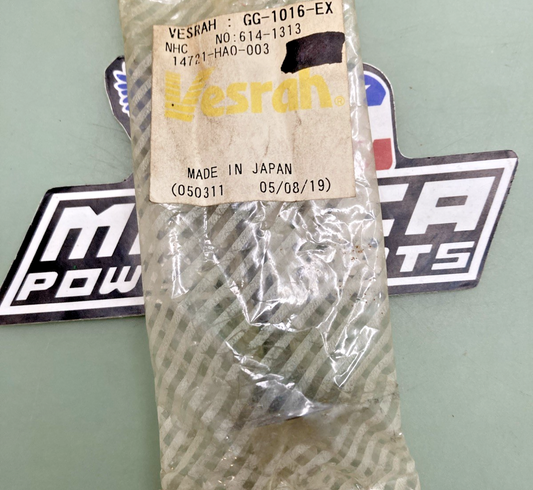 VESRAH : GG-1016-EX
NHC NO:614-1313
14721-HA0-003
Vesrah®
MADE IN JAPAN
(050311 05/08/19)